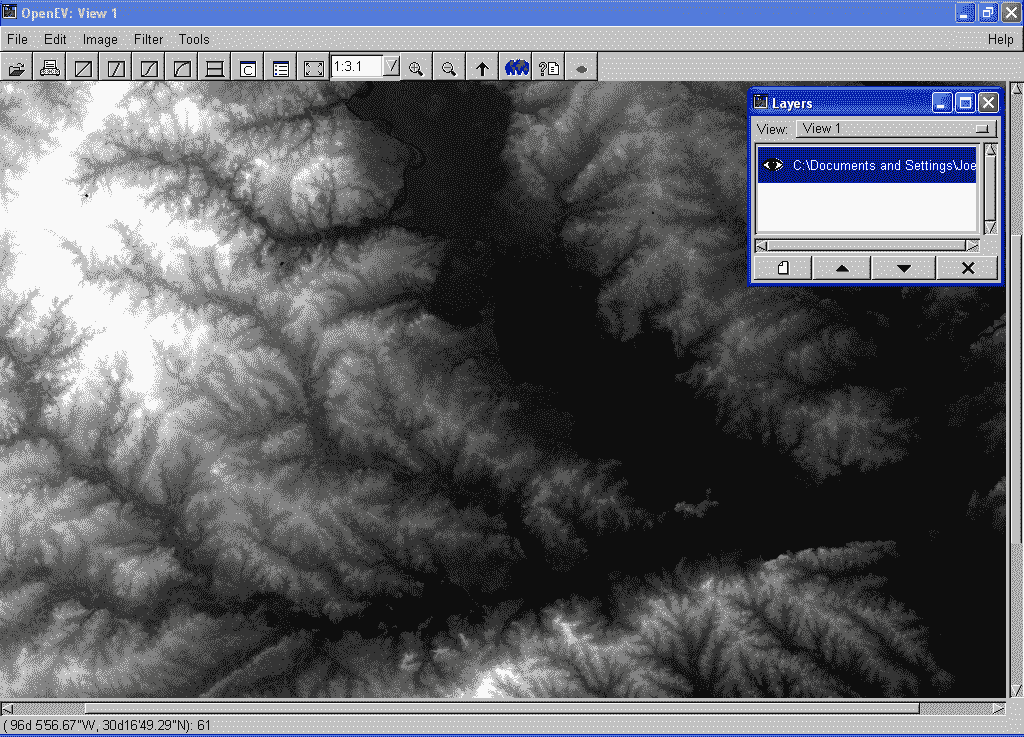 OpenEV: View 1
File Edit Image Filter Tools Help
1:3.1
C
?
Layers
View: View 1
C:\Documents and Settings\Joe
( 96d 5'56.67"W, 30d16'49.29"N): 61